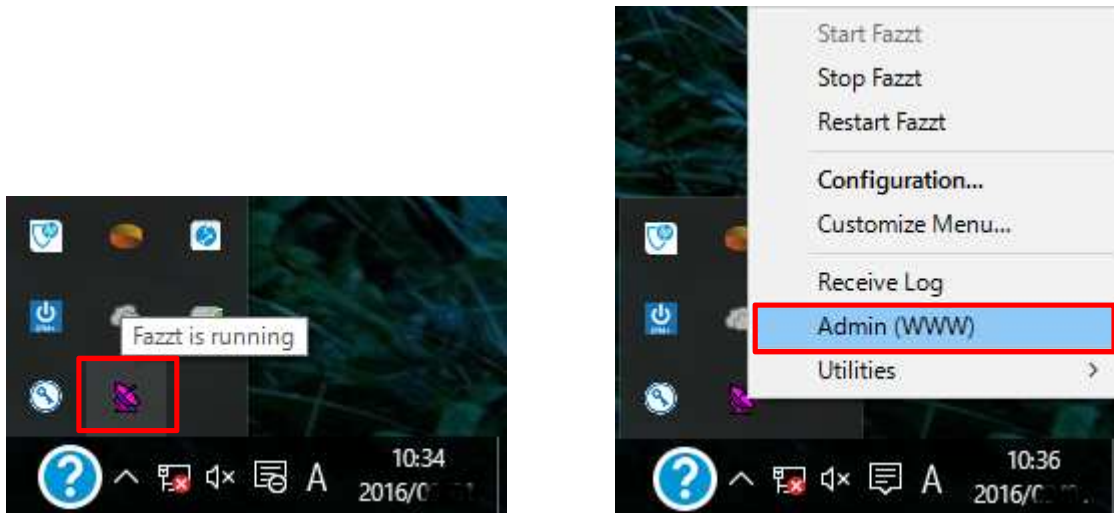 Fazzt is running
A
10:34
Start Fazzt
Stop Fazzt
Restart Fazzt
Configuration...
Customize Menu...
Receive Log
Admin (WWW)
Utilities
A
10:36